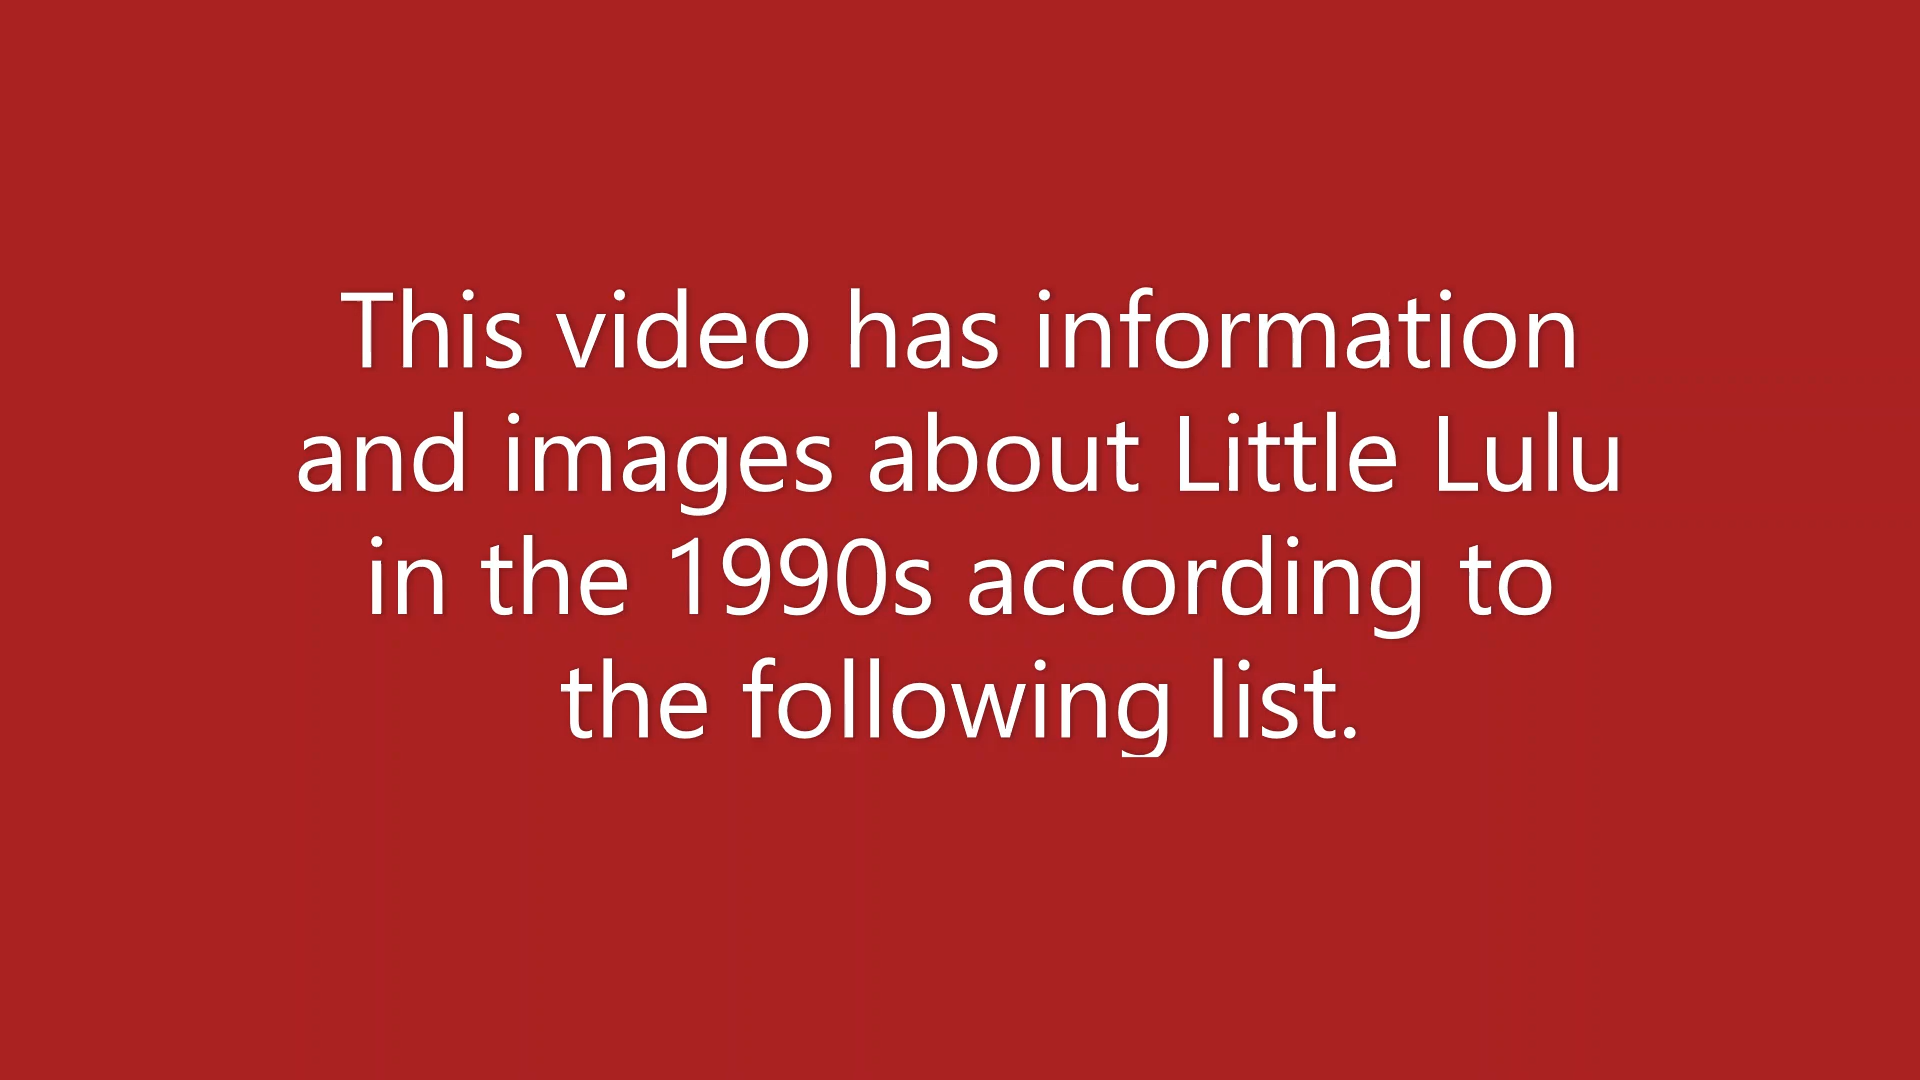 This video has information
and images about Little Lulu
in the 1990s according to
the following list.